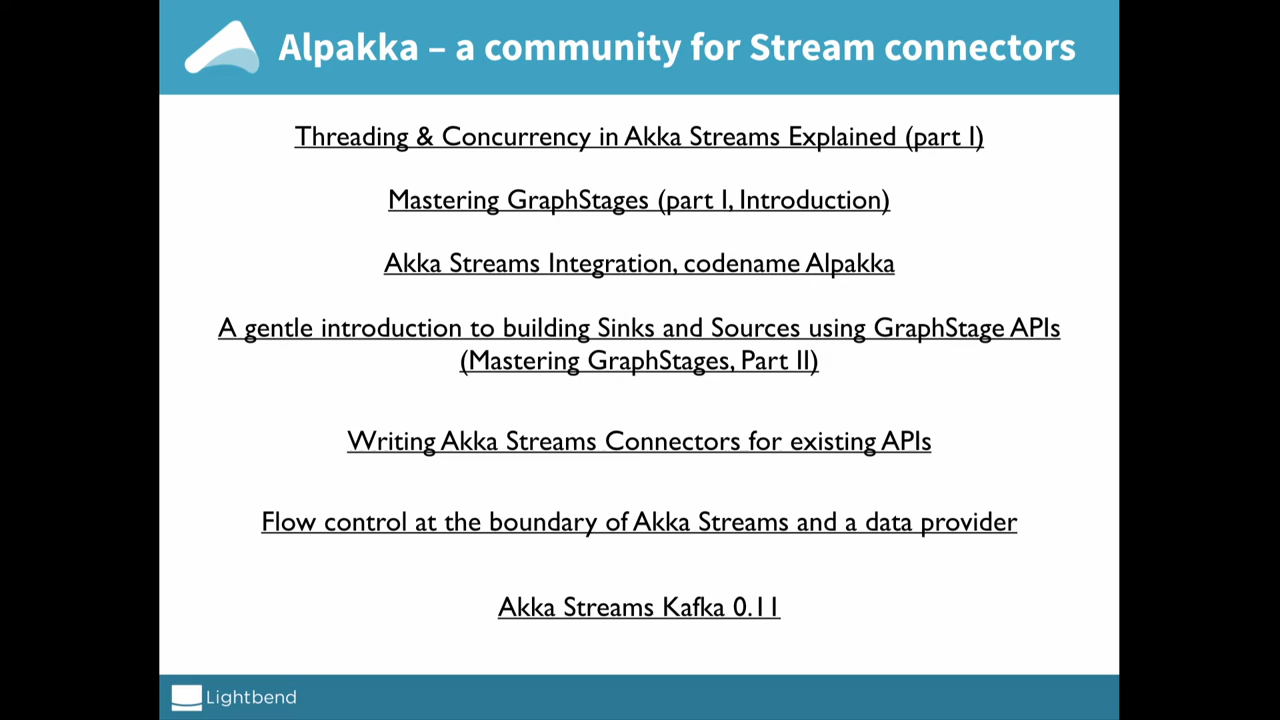 Alpakka – a community for Stream connectors
Threading & Concurrency in Akka Streams Explained (part I)
Mastering GraphStages (part I, Introduction)
Akka Streams Integration, codename Alpakka
A gentle introduction to building Sinks and Sources using GraphStage APIs
(Mastering GraphStages, Part II)
Writing Akka Streams Connectors for existing APIs
Flow control at the boundary of Akka Streams and a data provider
Akka Streams Kafka 0.11
Lightbend